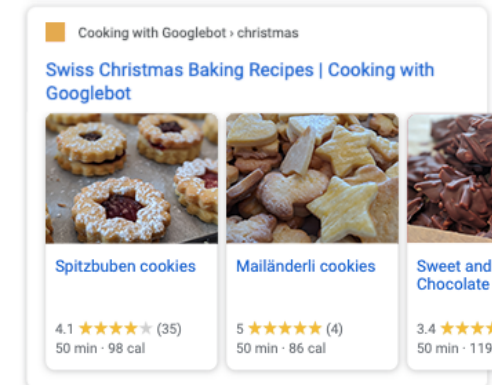 Cooking with Googlebot › christmas
Swiss Christmas Baking Recipes | Cooking with
Googlebot
Spitzbuben cookies
4.1 ★★★★★ (35)
50 min · 98 cal
Mailänderli cookies
5 ★★★★★ (4)
50 min · 86 cal
Sweet and
Chocolate
3.4
50 min · 119